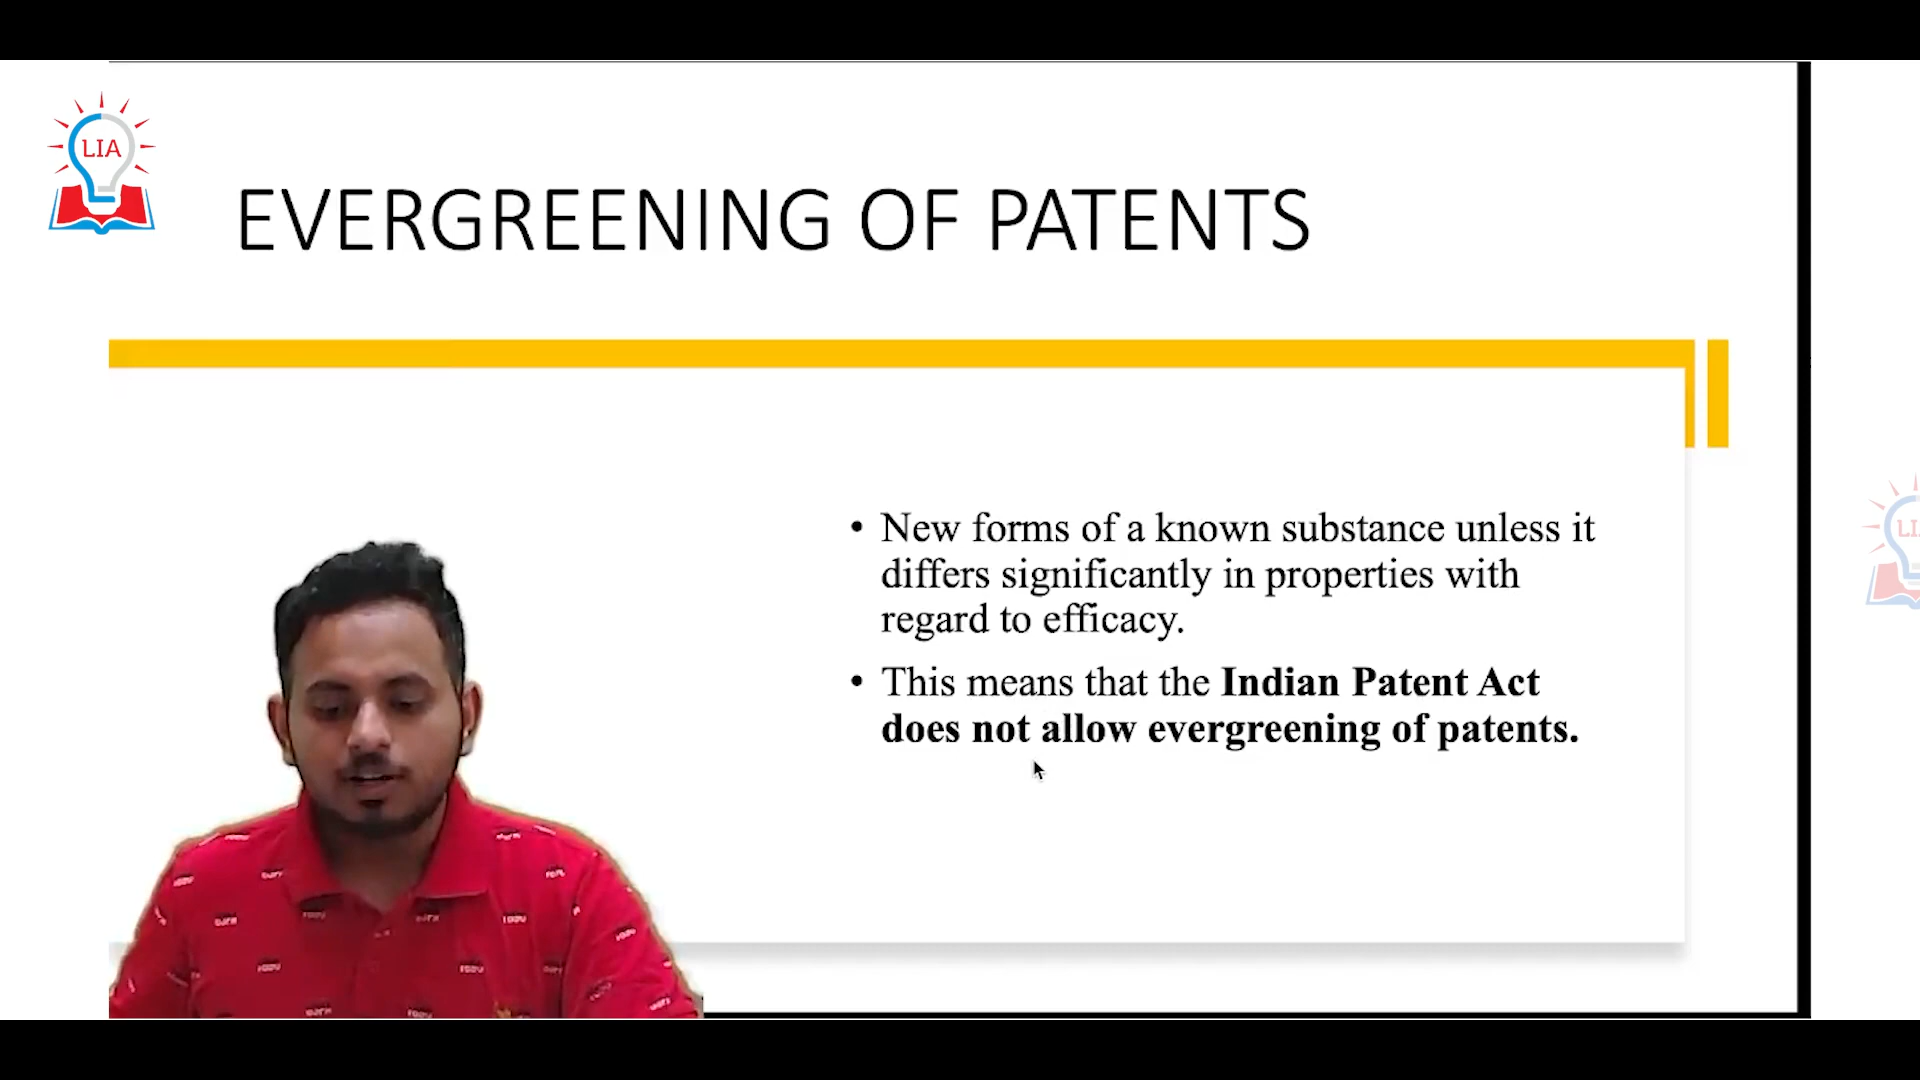 LIA
EVERGREENING OF PATENTS
• New forms of a known substance unless it
differs significantly in properties with
regard to efficacy.
• This means that the Indian Patent Act
does not allow evergreening of patents.